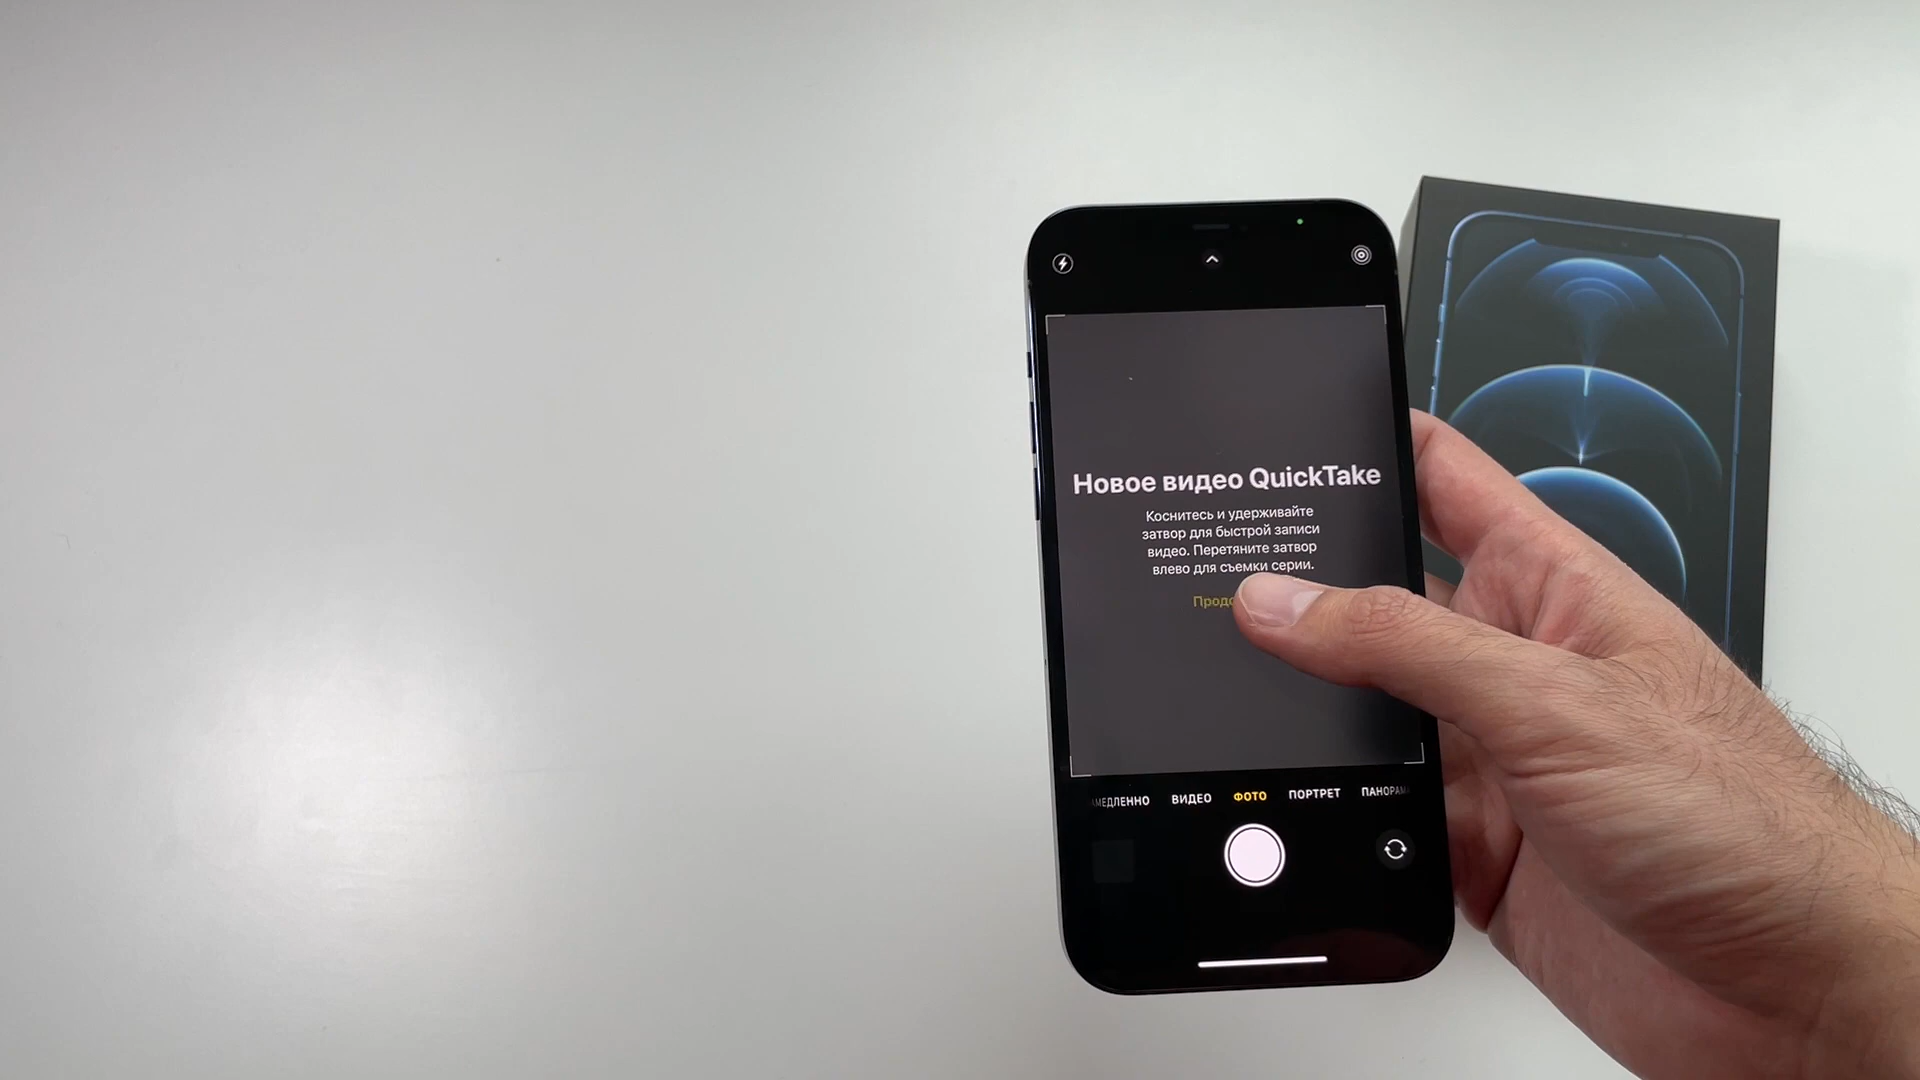 Новое видео QuickTake
Коснитесь и удерживайте
затвор для быстрой записи
видео. Перетяните затвор
влево для съемки серии.
ВИДЕО ФОТО ПОРТРЕТ